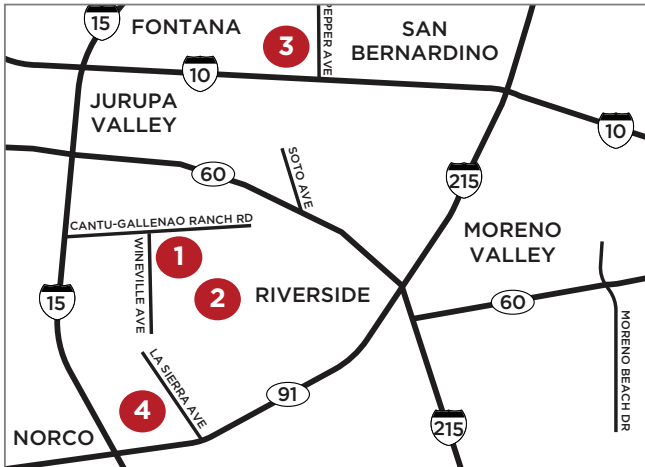 15
FONTANA
3
PEPPER AVE
SAN
BERNARDINO
10
JURUPA
VALLEY
10
60
SOTO AVE
215
CANTU-GALLENAO RANCH RD
WINEVILLE AVE
1
MORENO
VALLEY
2
RIVERSIDE
15
60
MORENO BEACH DR
LA SIERRA AVE
91
4
215
NORCO